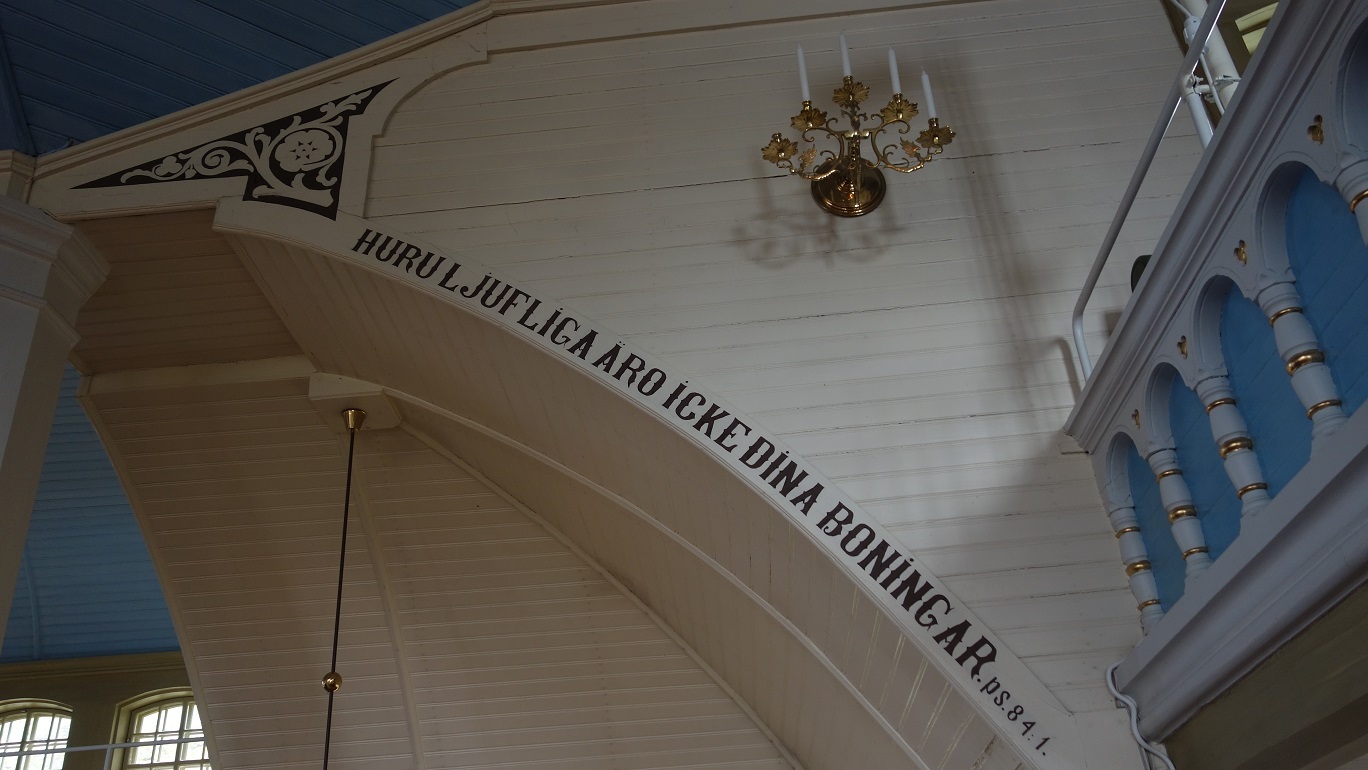 HURU LJUFLIGA ÄRO ICKE DINA BONINGAR. ps. 84:1.